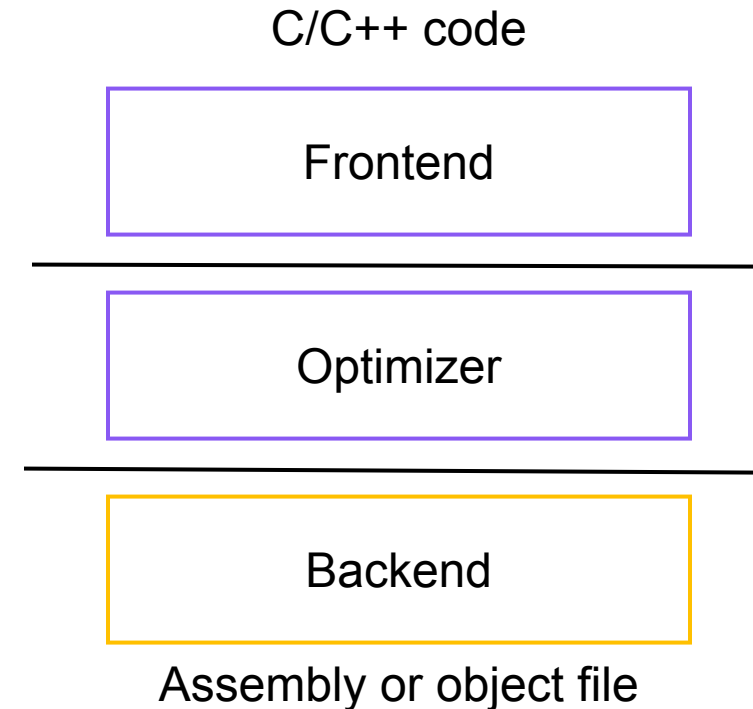 C/C++ code
Frontend
Optimizer
Backend
Assembly or object file